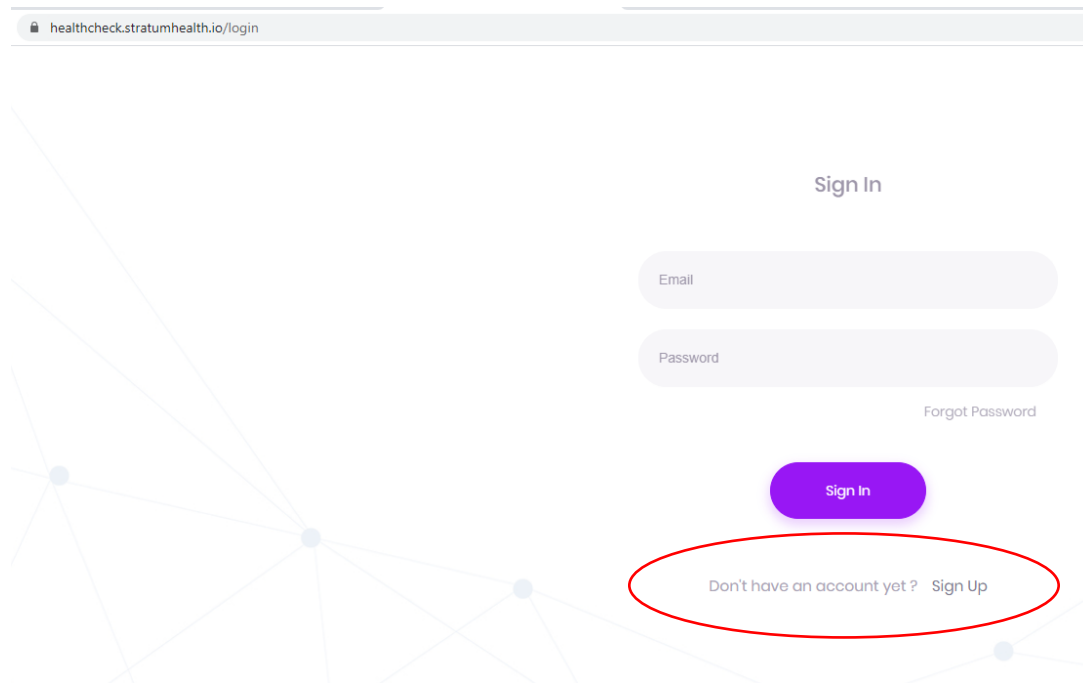 healthcheck.stratumhealth.io/login
Sign In
Email
Password
Forgot Password
Sign In
Don't have an account yet ? Sign Up